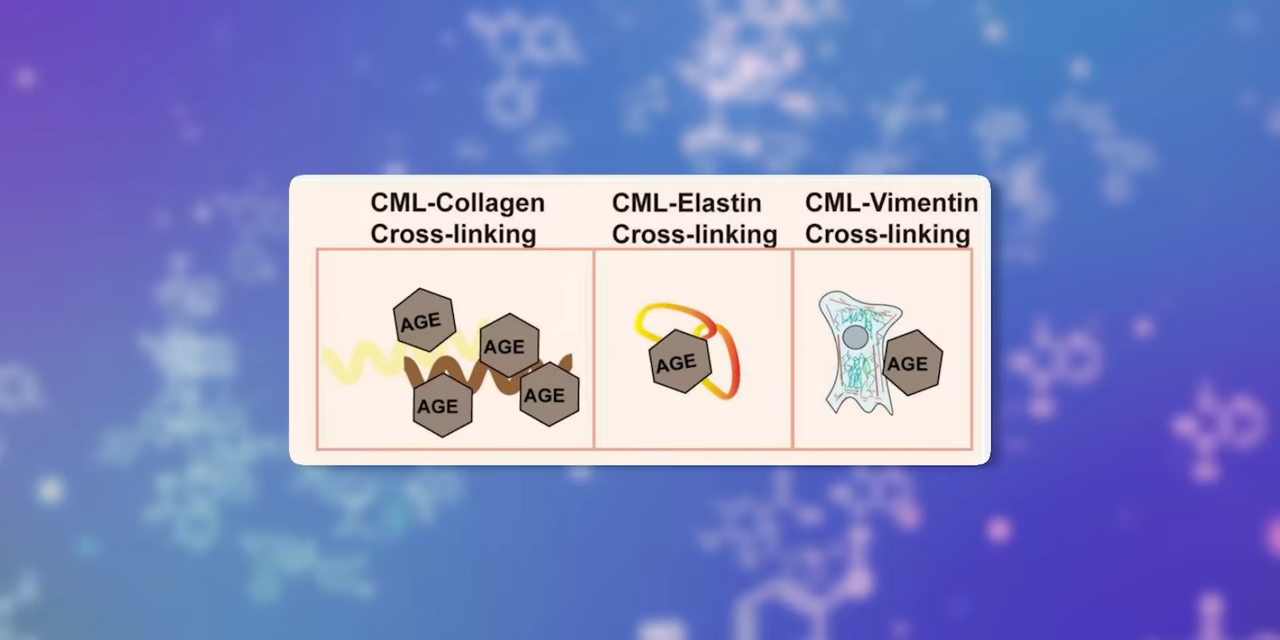 CML-Collagen
Cross-linking
CML-Elastin
Cross-linking
CML-Vimentin
Cross-linking
AGE
AGE
AGE
AGE
AGE
AGE